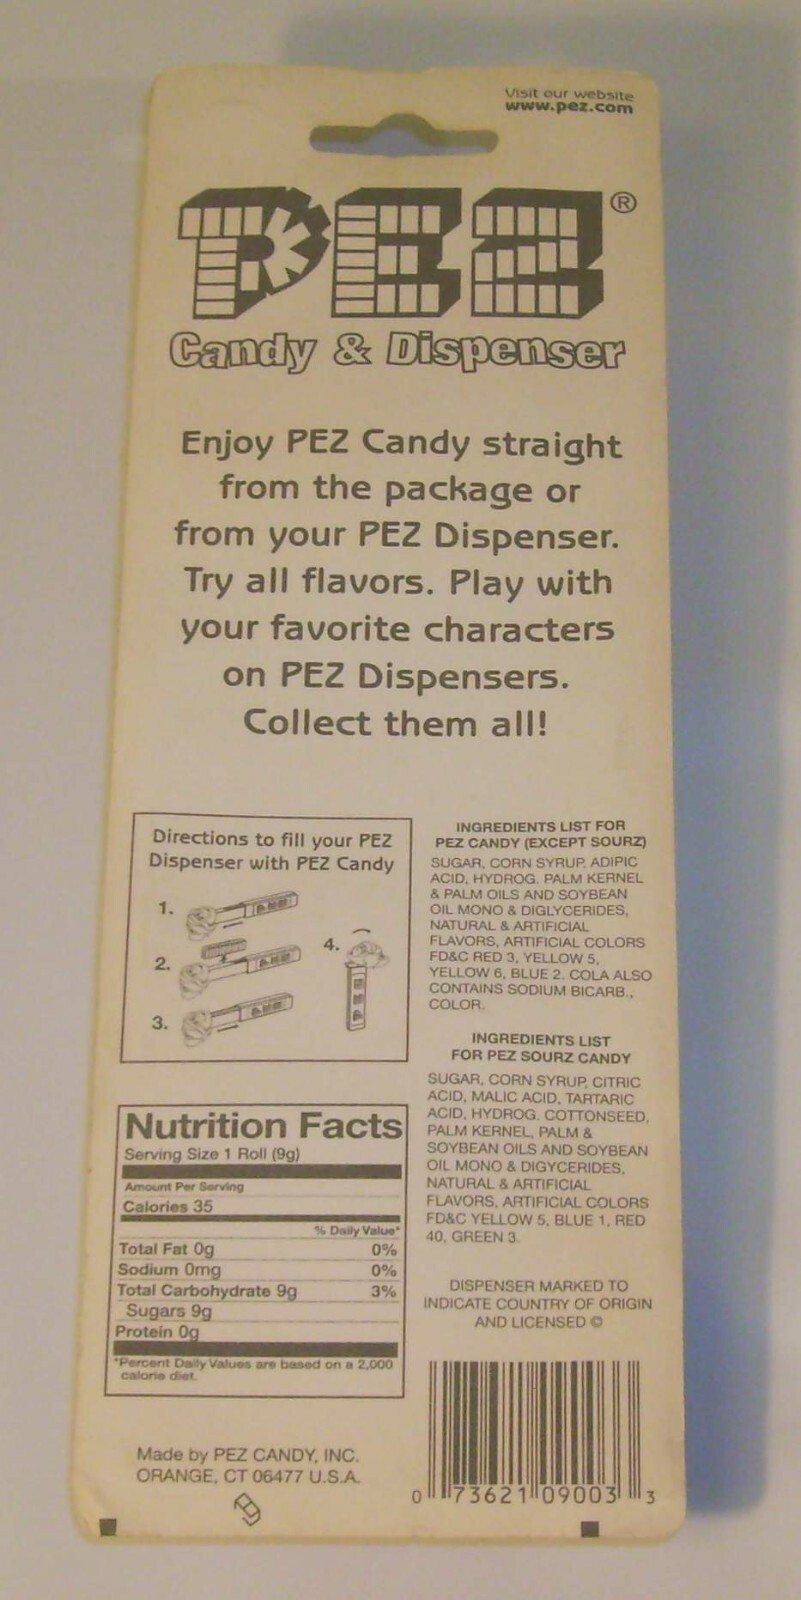 Visit our website
www.pez.com
PEZ®
Candy & Dispenser
Enjoy PEZ Candy straight
from the package or
from your PEZ Dispenser.
Try all flavors. Play with
your favorite characters
on PEZ Dispensers.
Collect them all!
Directions to fill your PEZ
Dispenser with PEZ Candy
1.
2.
3.
4.
INGREDIENTS LIST FOR
PEZ CANDY (EXCEPT SOURZ)
SUGAR, CORN SYRUP, ADIPIC
ACID, HYDROG. PALM KERNEL
& PALM OILS AND SOYBEAN
OIL MONO & DIGLYCERIDES,
NATURAL & ARTIFICIAL
FLAVORS, ARTIFICIAL COLORS
FD&C RED 3, YELLOW 5,
YELLOW 6, BLUE 2. COLA ALSO
CONTAINS SODIUM BICARB.,
COLOR.
INGREDIENTS LIST
FOR PEZ SOURZ CANDY
SUGAR, CORN SYRUP, CITRIC
ACID, MALIC ACID, TARTARIC
ACID, HYDROG. COTTONSEED,
PALM KERNEL, PALM &
SOYBEAN OILS AND SOYBEAN
OIL MONO & DIGYCERIDES,
NATURAL & ARTIFICIAL
FLAVORS, ARTIFICIAL COLORS
FD&C YELLOW 5, BLUE 1, RED
40, GREEN 3.
Nutrition Facts
Serving Size 1 Roll (9g)
Amount Per Serving
Calories 35
% Daily Value*
Total Fat 0g 0%
Sodium 0mg 0%
Total Carbohydrate 9g 3%
Sugars 9g
Protein 0g
*Percent Daily Values are based on a 2,000
calorie diet.
DISPENSER MARKED TO
INDICATE COUNTRY OF ORIGIN
AND LICENSED ©
Made by PEZ CANDY, INC.
ORANGE, CT 06477 U.S.A.
0 73621 09003 3